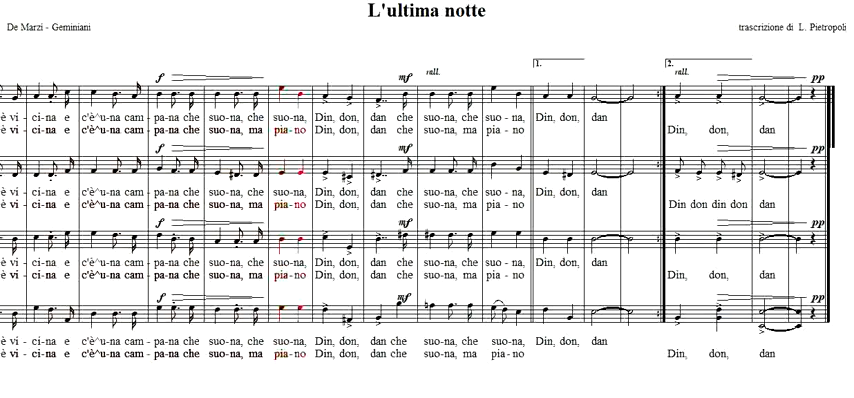 L'ultima notte
De Marzi - Geminiani
trascrizione di L. Pietropoli
1.
2.
f
mf
rall.
rall.
pp
è vi - ci-na e c'è^u-na cam - pa-na che suo-na, che suo-na, Din, don, dan che suo-na, che suo - na, Din, don, dan
è vi - ci-na e c'è^u-na cam - pa-na che suo-na, ma pia-no Din, don, dan che suo-na, ma pia - no Din, don, dan
f
mf
pp
è vi - ci-na e c'è^u-na cam - pa-na che suo-na, che suo-na, Din, don, dan che suo-na, che suo - na, Din, don, dan
è vi - ci-na e c'è^u-na cam - pa-na che suo-na, ma pia-no Din, don, dan che suo-na, ma pia - no Din don din don dan
f
mf
pp
è vi - ci-na e c'è^u-na cam - pa-na che suo-na, che suo-na, Din, don, dan che suo-na, che suo - na, Din, don, dan
è vi - ci-na e c'è^u-na cam - pa-na che suo-na, ma pia-no Din, don, dan che suo-na, ma pia - no Din, don, dan
f
mf
pp
è vi - ci-na e c'è^u-na cam - pa-na che suo-na, che suo-na, Din, don, dan che suo-na, che suo - na, Din, don, dan
è vi - ci-na e c'è^u-na cam - pa-na che suo-na, ma pia-no Din, don, dan che suo-na, ma pia - no Din, don, dan